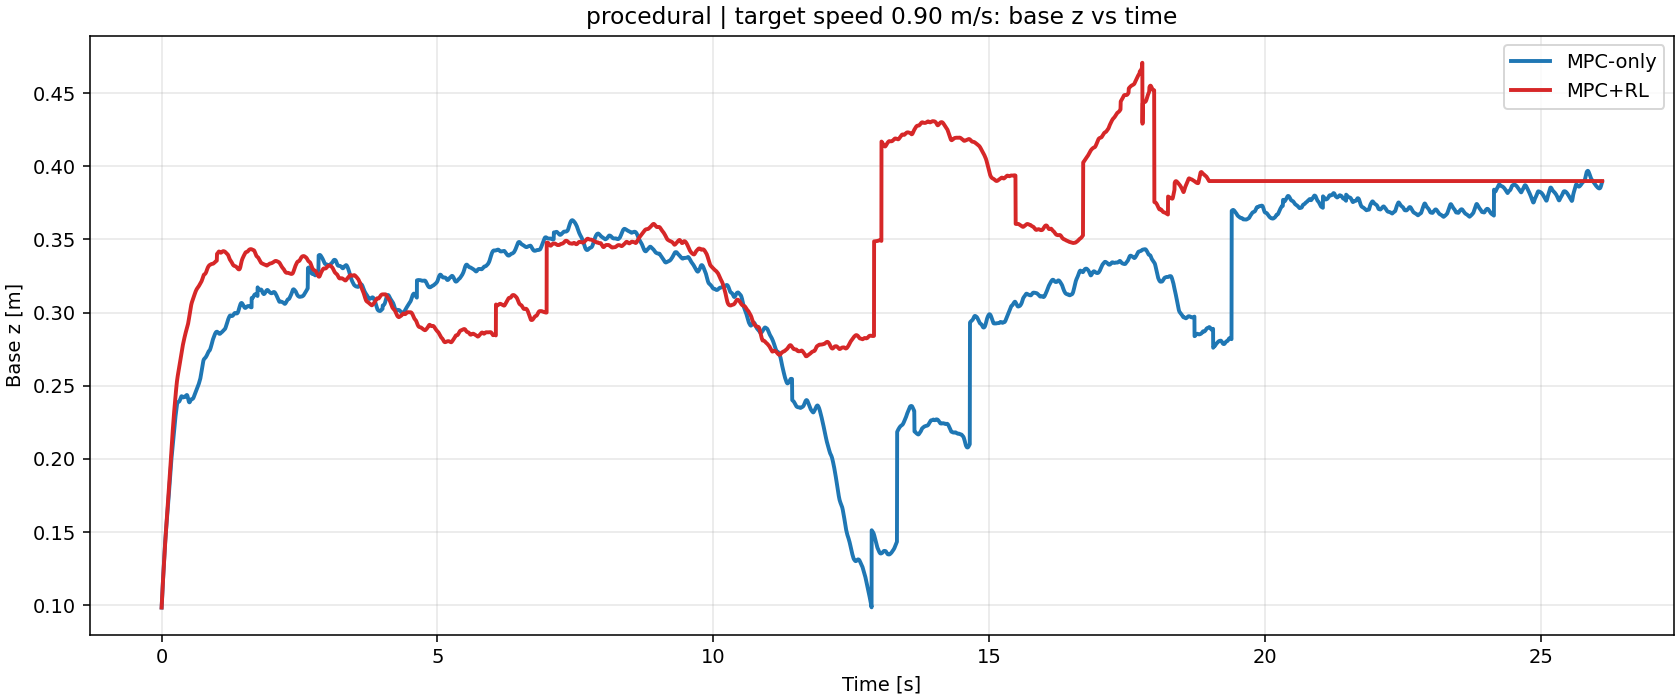 procedural | target speed 0.90 m/s: base z vs time
MPC-only
MPC+RL
Base z [m]
0.45
0.40
0.35
0.30
0.25
0.20
0.15
0.10
0
5
10
15
20
25
Time [s]